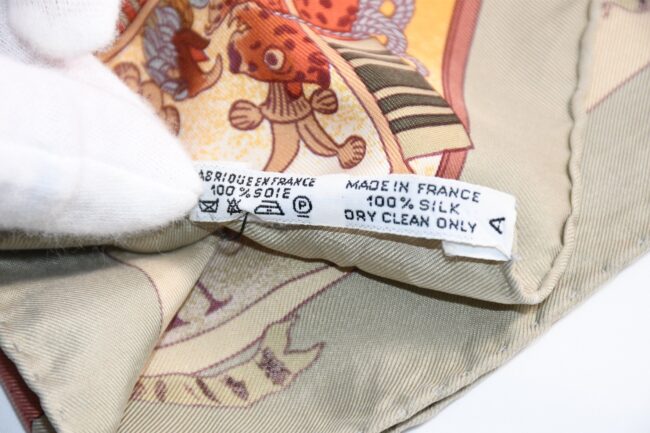 ABRIQUE EN FRANCE
100 % SOIE
P
MADE IN FRANCE
100% SILK
DRY CLEAN ONLY
A